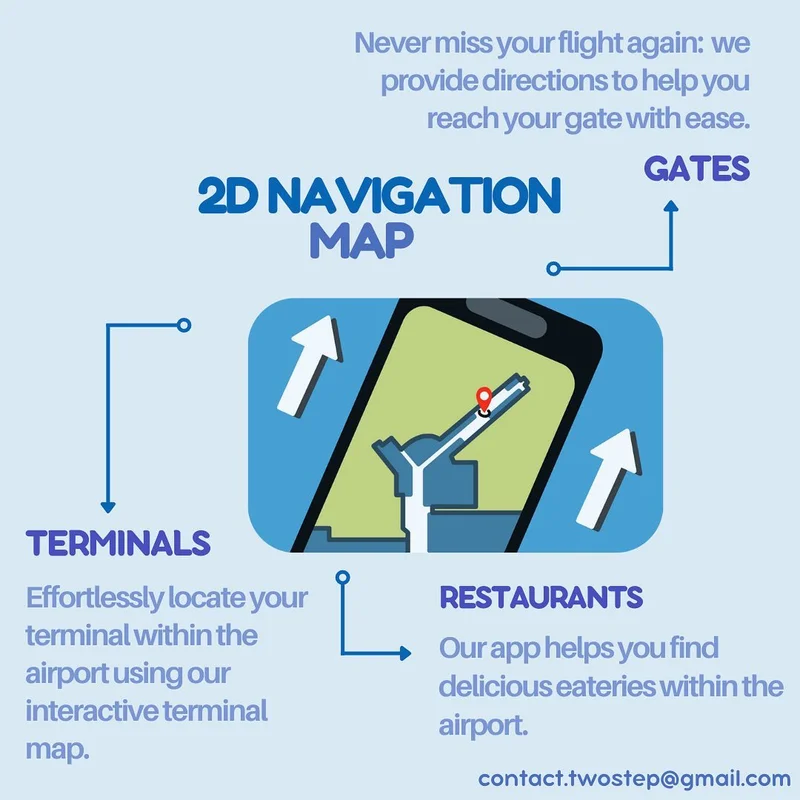 Never miss your flight again: we
provide directions to help you
reach your gate with ease.
GATES
2D NAVIGATION
MAP
TERMINALS
Effortlessly locate your
terminal within the
airport using our
interactive terminal
map.
RESTAURANTS
Our app helps you find
delicious eateries within the
airport.
contact.twostep@gmail.com